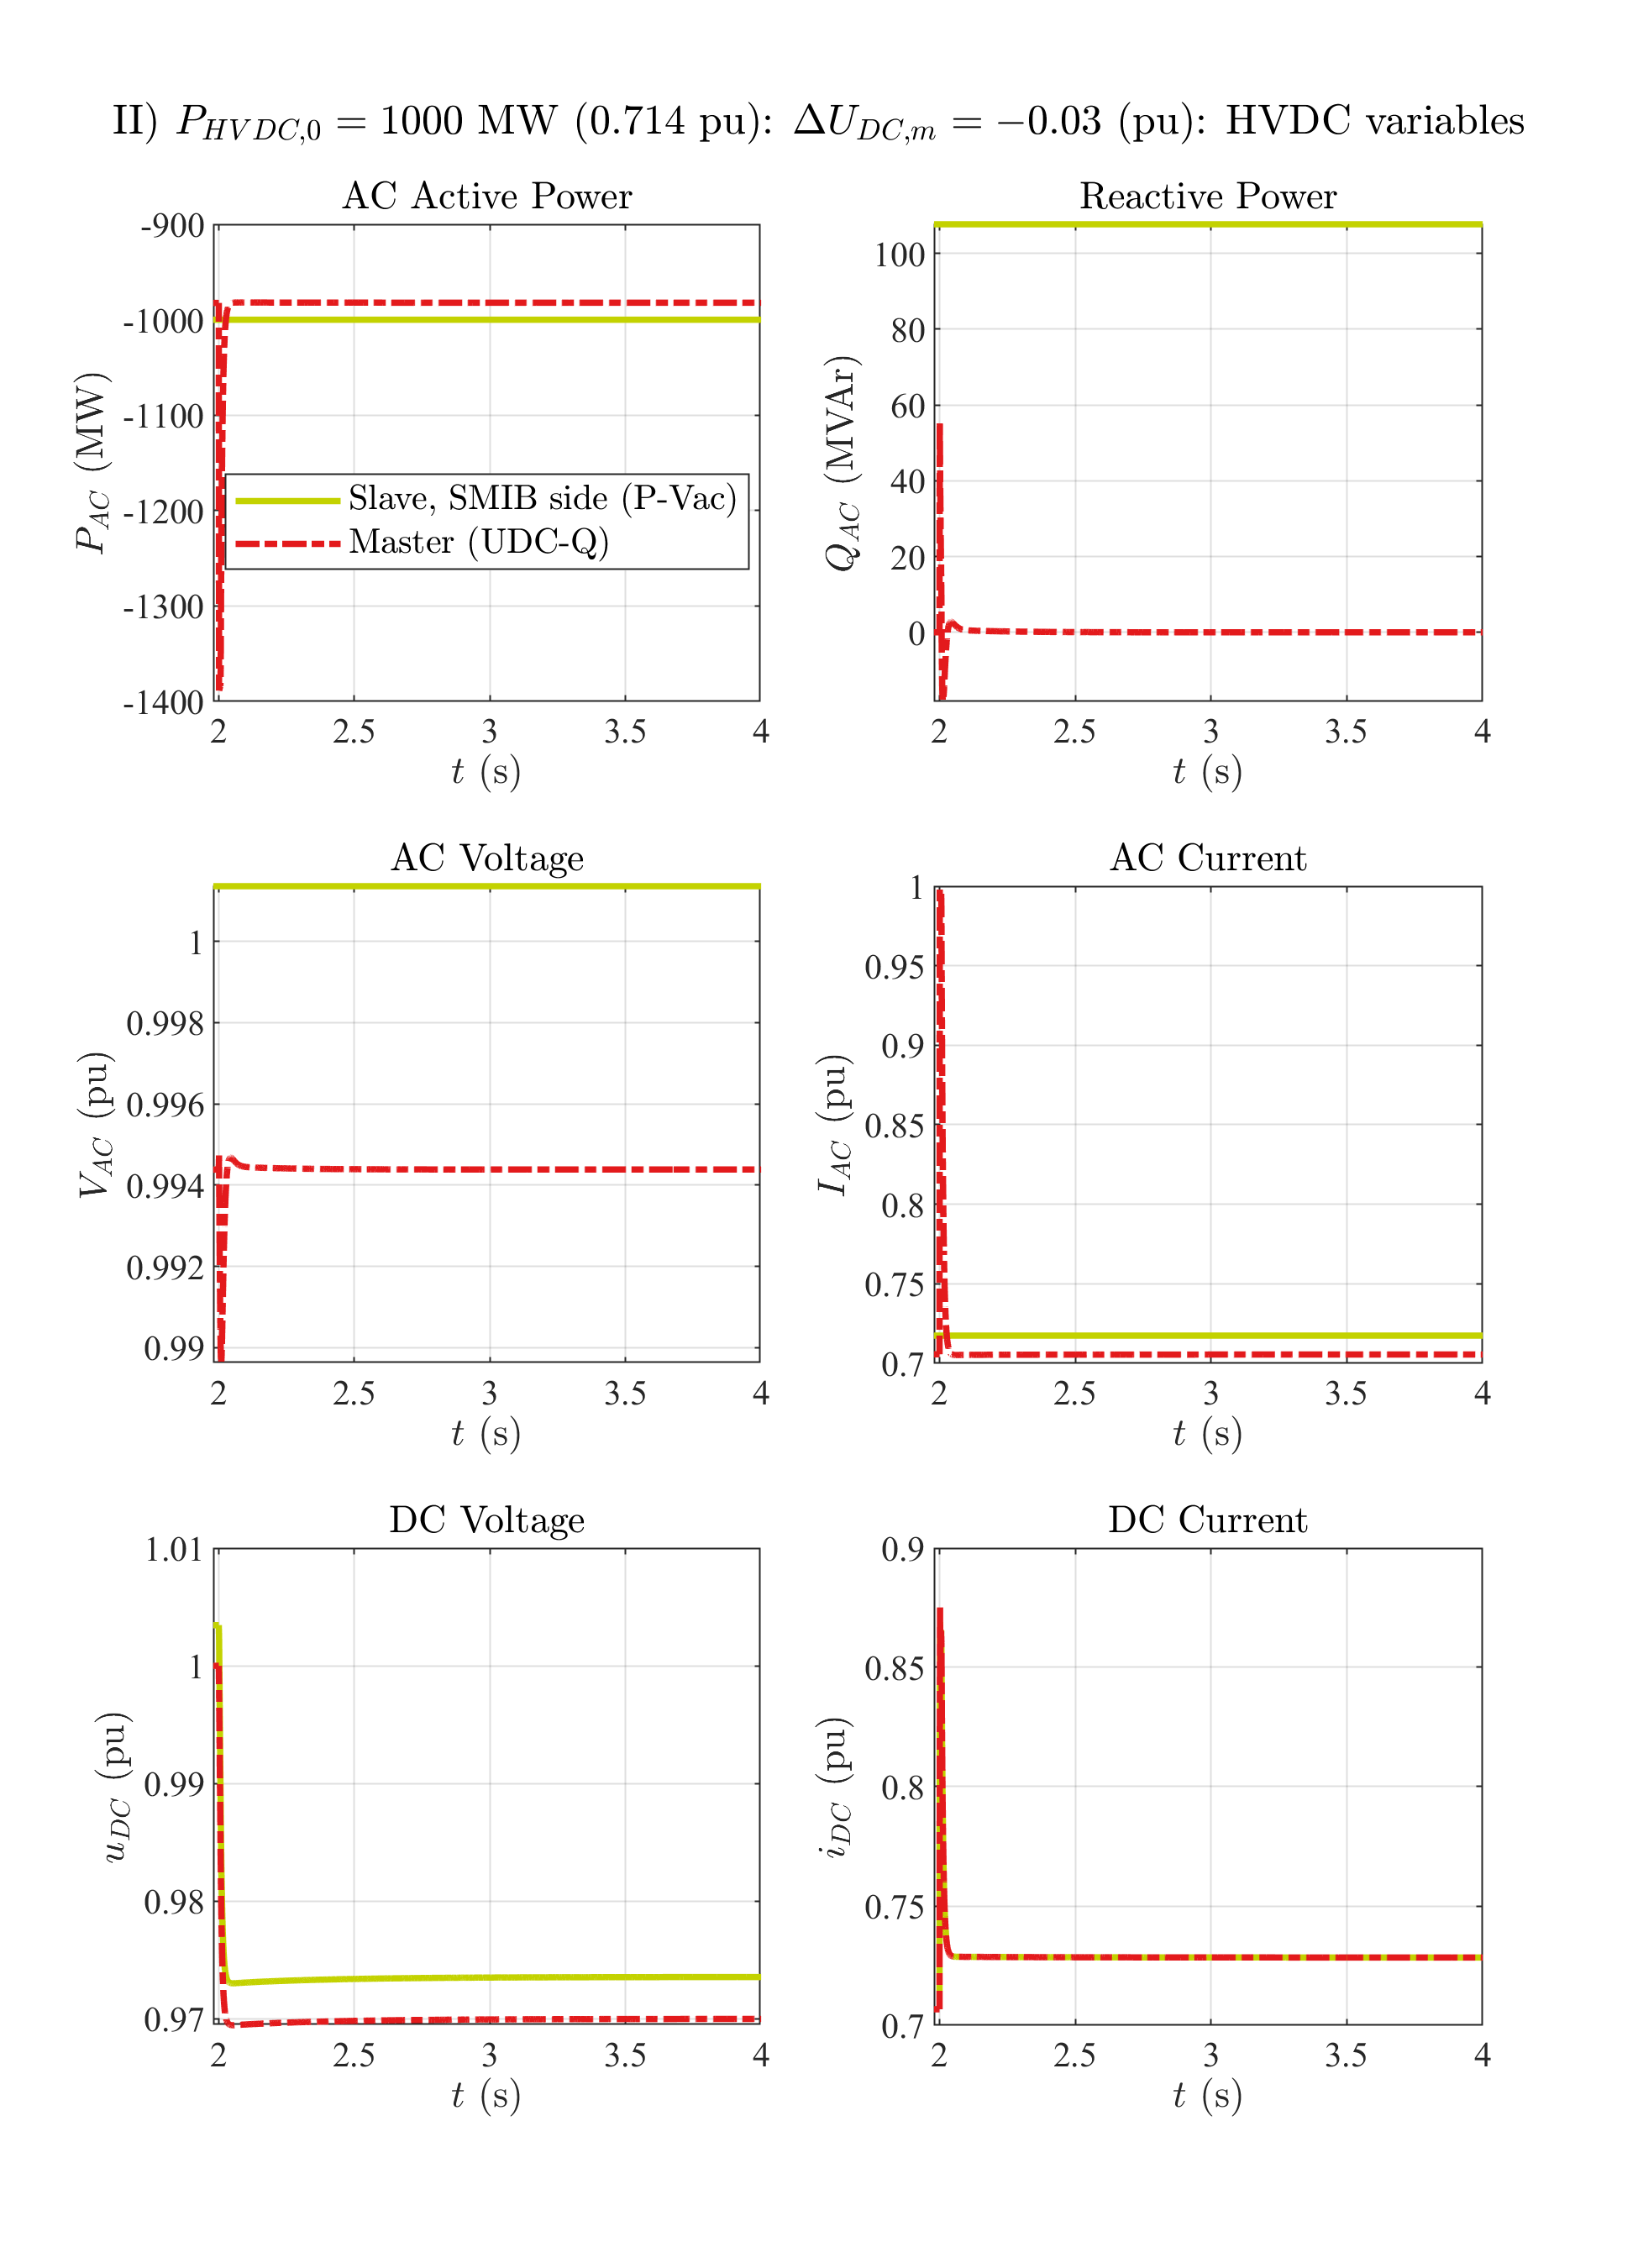 II) P_{HVDC,0} = 1000 MW (0.714 pu): ΔU_{DC,m} = −0.03 (pu): HVDC variables
AC Active Power
-900
-1000
-1100
-1200
-1300
-1400
P_{AC} (MW)
Slave, SMIB side (P-Vac)
Master (UDC-Q)
2 2.5 3 3.5 4
t (s)
Reactive Power
100
80
60
40
20
0
Q_{AC} (MVAr)
2 2.5 3 3.5 4
t (s)
AC Voltage
1
0.998
0.996
0.994
0.992
0.99
V_{AC} (pu)
2 2.5 3 3.5 4
t (s)
AC Current
1
0.95
0.9
0.85
0.8
0.75
0.7
I_{AC} (pu)
2 2.5 3 3.5 4
t (s)
DC Voltage
1.01
1
0.99
0.98
0.97
u_{DC} (pu)
2 2.5 3 3.5 4
t (s)
DC Current
0.9
0.85
0.8
0.75
0.7
i_{DC} (pu)
2 2.5 3 3.5 4
t (s)